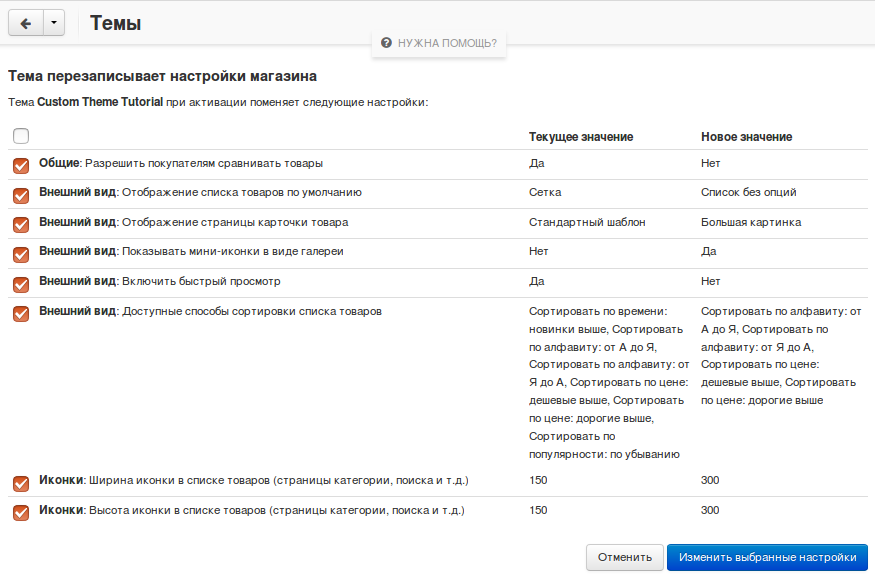 Темы
НУЖНА ПОМОЩЬ?
Тема перезаписывает настройки магазина
Тема Custom Theme Tutorial при активации поменяет следующие настройки:
Текущее значение Новое значение
Общие: Разрешить покупателям сравнивать товары Да Нет
Внешний вид: Отображение списка товаров по умолчанию Сетка Список без опций
Внешний вид: Отображение страницы карточки товара Стандартный шаблон Большая картинка
Внешний вид: Показывать мини-иконки в виде галереи Нет Да
Внешний вид: Включить быстрый просмотр Да Нет
Внешний вид: Доступные способы сортировки списка товаров Сортировать по времени: Сортировать по алфавиту: от
новинки выше, Сортировать А до Я, Сортировать по
по алфавиту: от А до Я, алфавиту: от Я до А,
Сортировать по алфавиту: от Сортировать по цене:
Я до А, Сортировать по цене: дешевые выше, Сортировать
дешевые выше, Сортировать по цене: дорогие выше
по цене: дорогие выше,
Сортировать по
популярности: по убыванию
Иконки: Ширина иконки в списке товаров (страницы категории, поиска и т.д.) 150 300
Иконки: Высота иконки в списке товаров (страницы категории, поиска и т.д.) 150 300
Отменить Изменить выбранные настройки